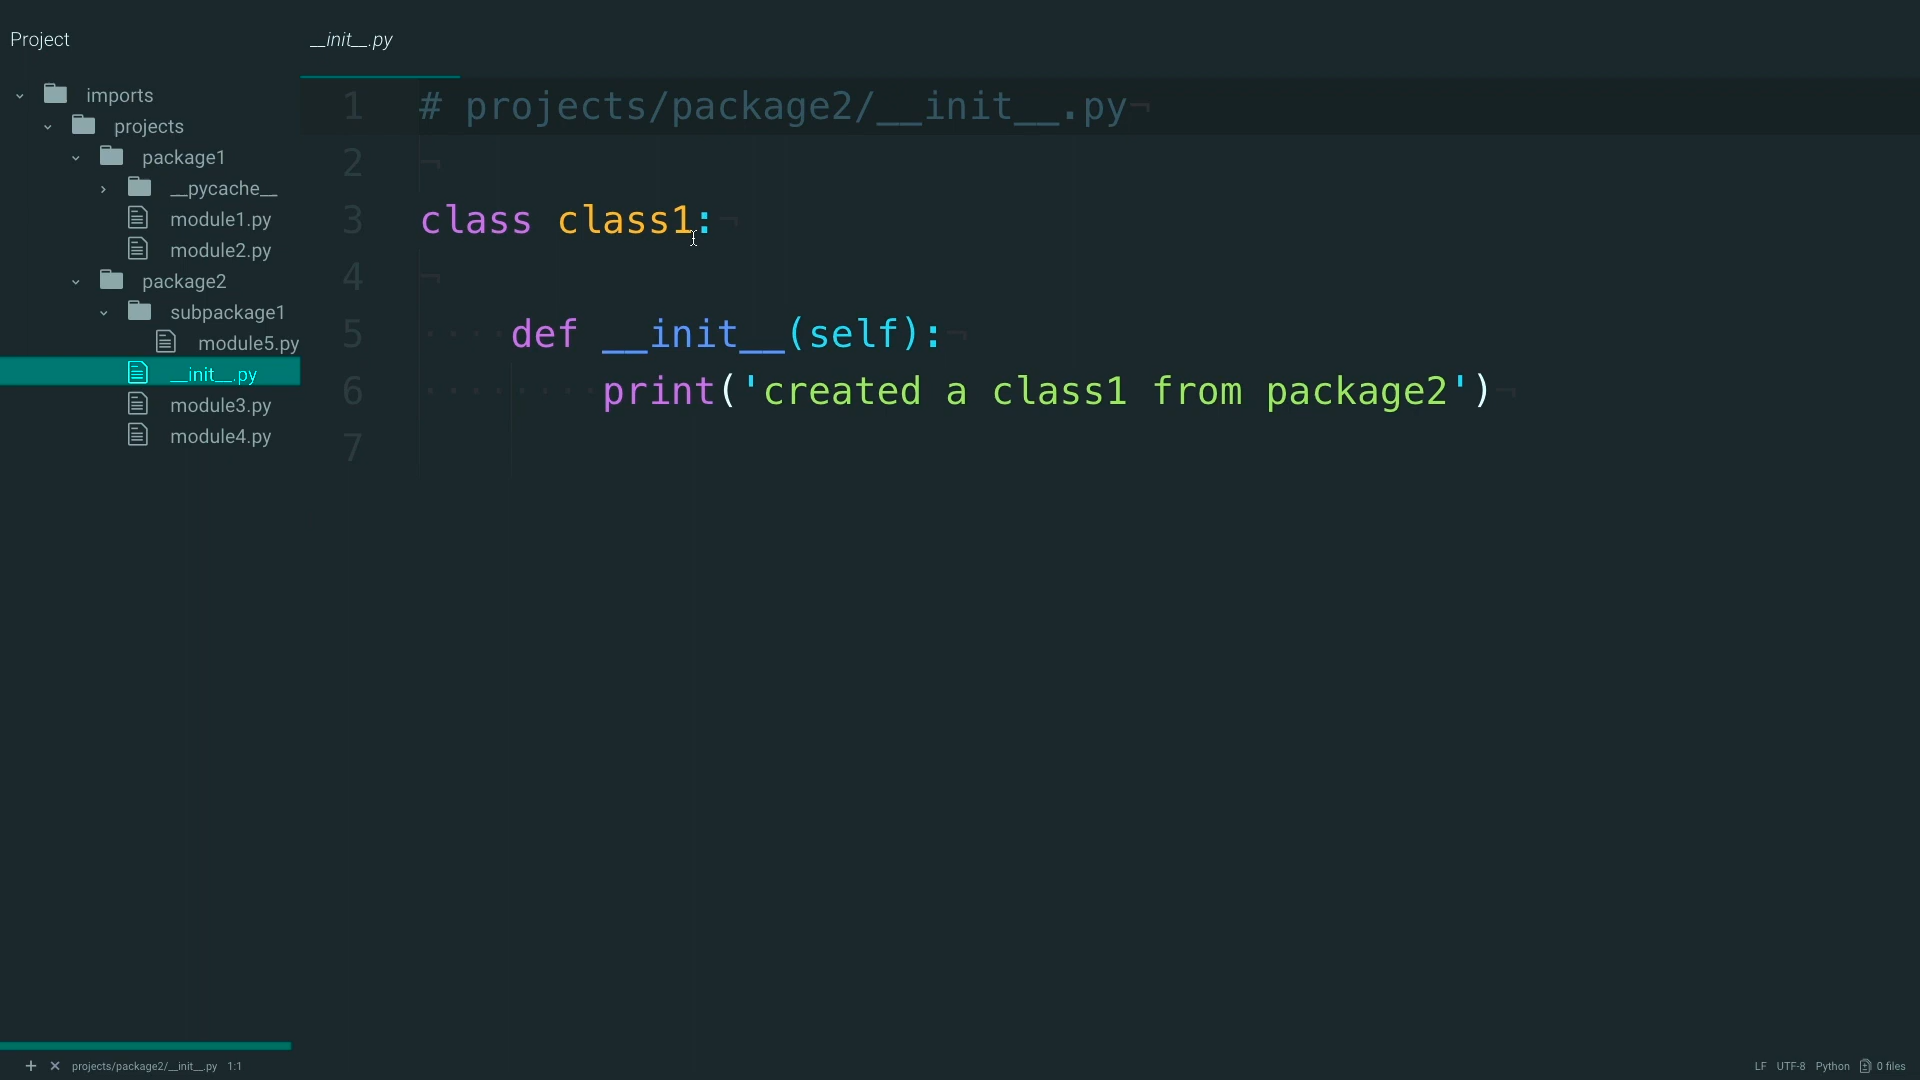 Project
__init__.py
imports
projects
package1
__pycache__
module1.py
module2.py
package2
subpackage1
module5.py
__init__.py
module3.py
module4.py
1 # projects/package2/__init__.py¬
2 ¬
3 class class1:¬
4 ¬
5 ····def __init__(self):¬
6 ········print('created a class1 from package2')¬
7
projects/package2/__init__.py 1:1
LF UTF-8 Python 0 files